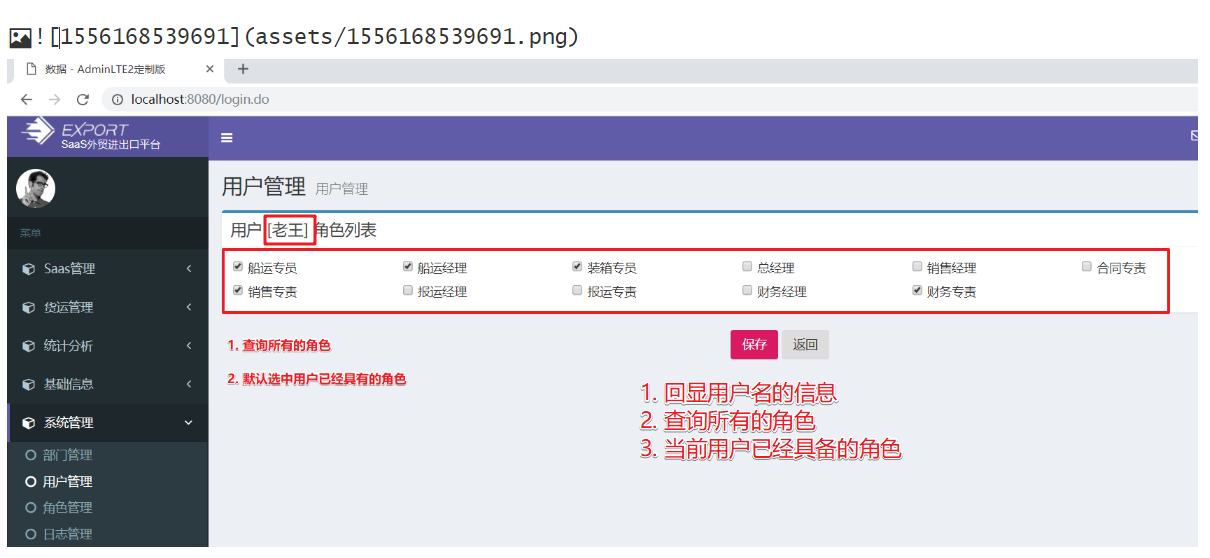 ![1556168539691](assets/1556168539691.png)
数据 - AdminLTE2定制版
localhost:8080/login.do
EXPORT
SaaS外贸进出口平台
用户管理 用户管理
菜单
用户 [老王] 角色列表
Saas管理
货运管理
统计分析
基础信息
系统管理
部门管理
用户管理
角色管理
日志管理
船运专员 船运经理 装箱专员 总经理 销售经理 合同专责
销售专责 报运经理 报运专责 财务经理 财务专责
1. 查询所有的角色
2. 默认选中用户已经具有的角色
保存 返回
1. 回显用户名的信息
2. 查询所有的角色
3. 当前用户已经具备的角色